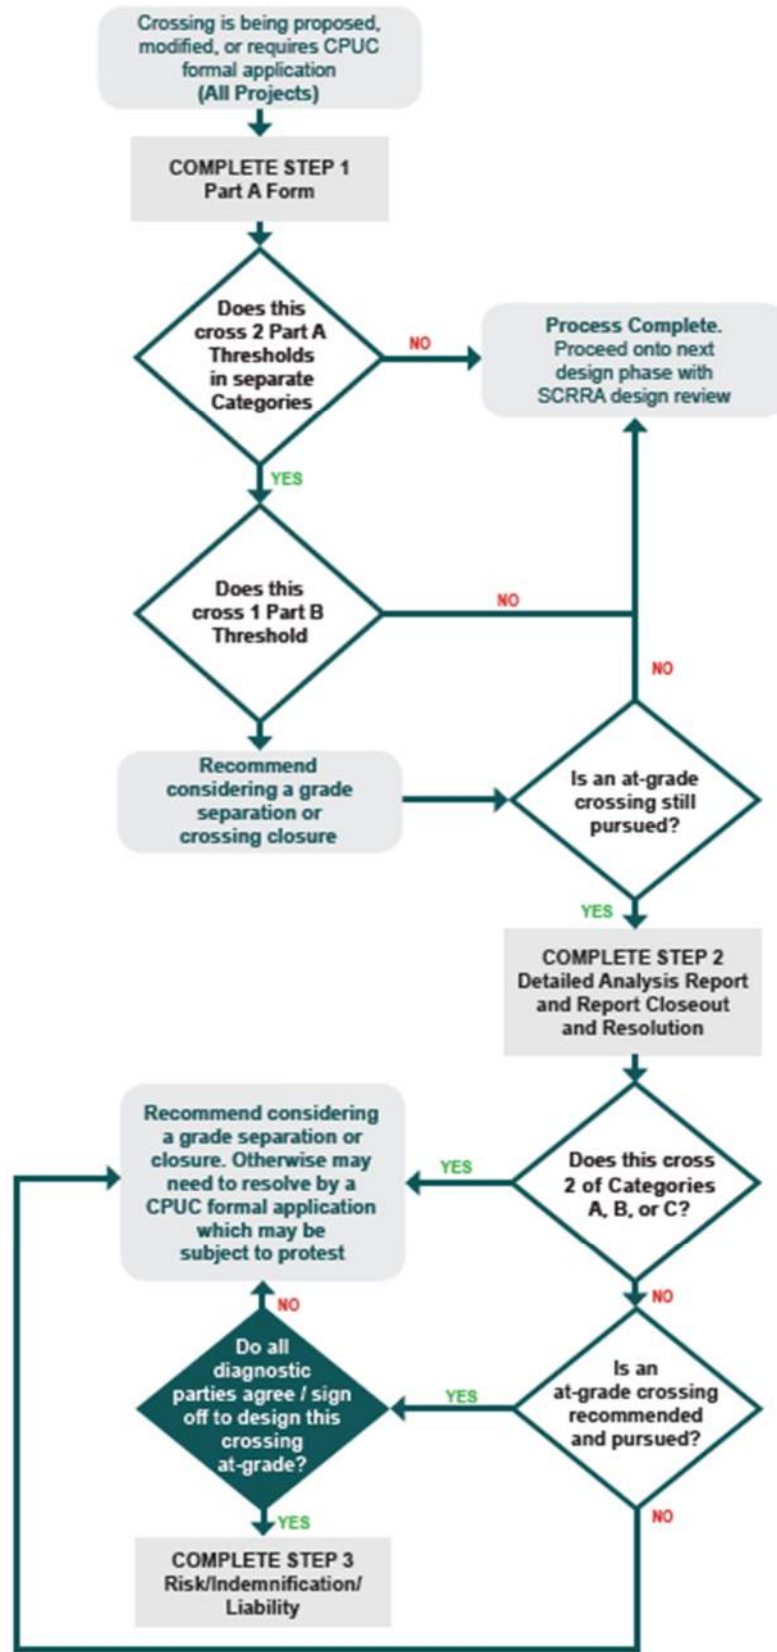 Crossing is being proposed,
modified, or requires CPUC
formal application
(All Projects)
COMPLETE STEP 1
Part A Form
Does this
cross 2 Part A
Thresholds
in separate
Categories
NO
Process Complete.
Proceed onto next
design phase with
SCRRA design review
YES
Does this
cross 1 Part B
Threshold
NO
NO
Recommend
considering a grade
separation or
crossing closure
Is an at-grade
crossing still
pursued?
YES
COMPLETE STEP 2
Detailed Analysis Report
and Report Closeout
and Resolution
Recommend considering
a grade separation or
closure. Otherwise may
need to resolve by a
CPUC formal application
which may be
subject to protest
YES
Does this cross
2 of Categories
A, B, or C?
NO
NO
Do all
diagnostic
parties agree / sign
off to design this
crossing
at-grade?
YES
Is an
at-grade crossing
recommended
and pursued?
YES
NO
COMPLETE STEP 3
Risk/Indemnification/
Liability